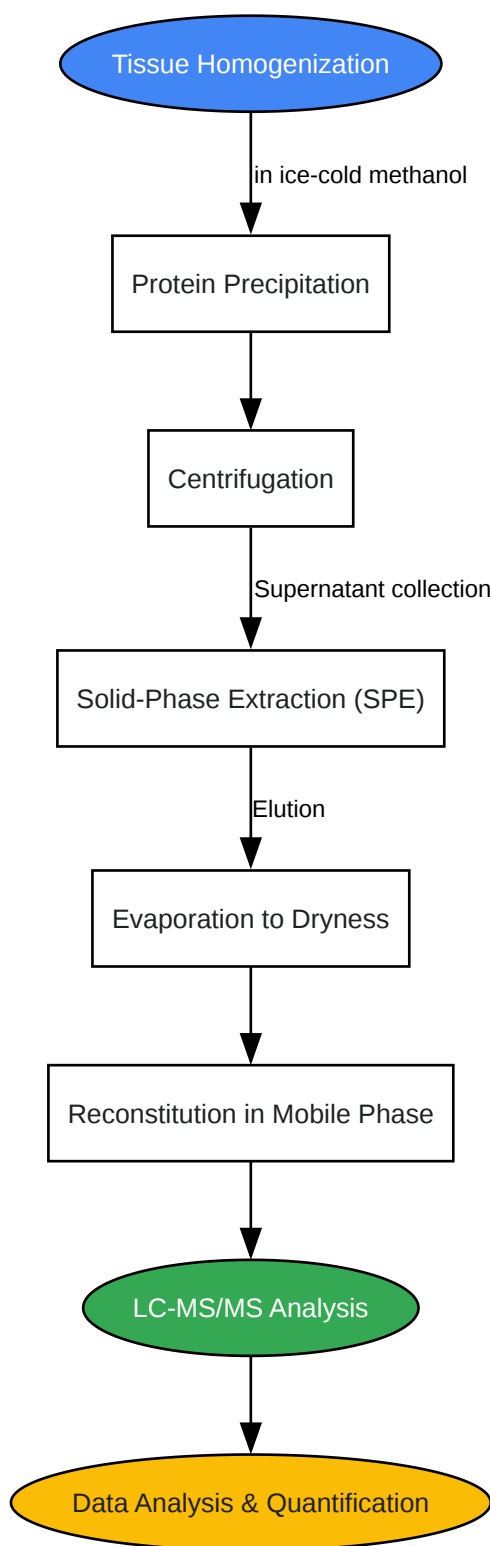 Tissue Homogenization
in ice-cold methanol
Protein Precipitation
Centrifugation
Supernatant collection
Solid-Phase Extraction (SPE)
Elution
Evaporation to Dryness
Reconstitution in Mobile Phase
LC-MS/MS Analysis
Data Analysis & Quantification